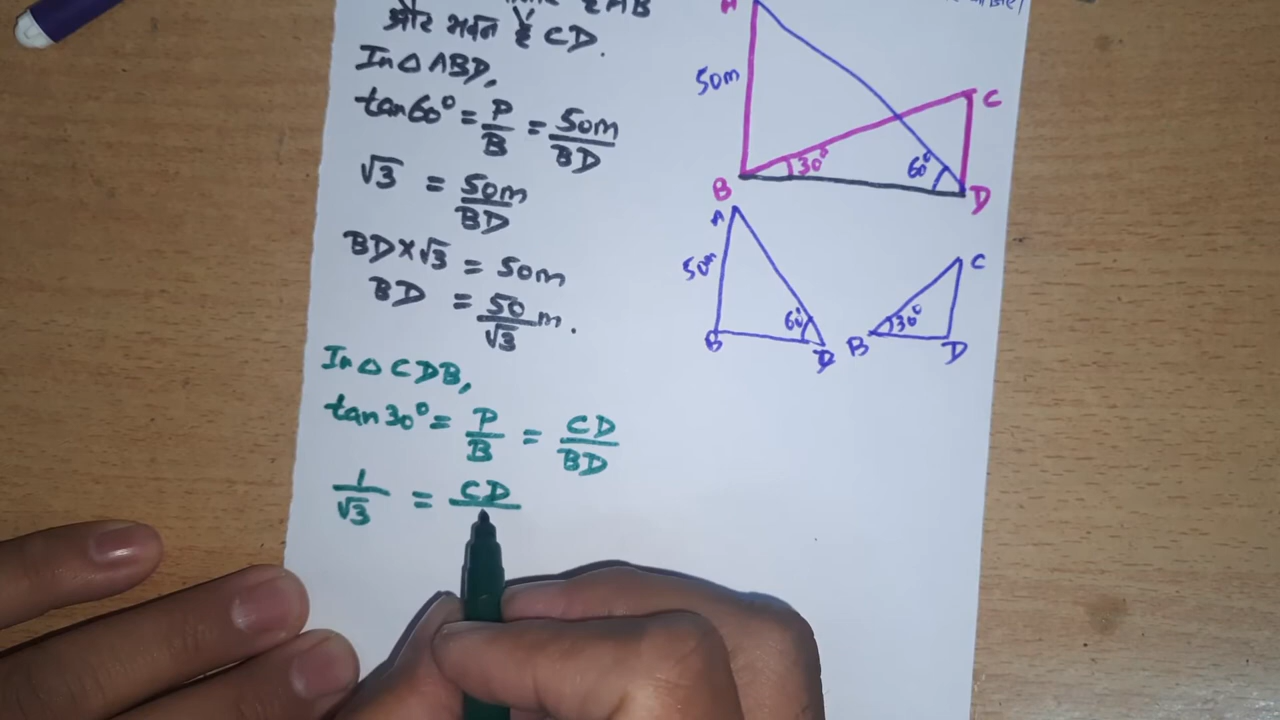 AB
और भवन है CD.
In △ ABD,
tan60° = P/B = 50m/BD
√3 = 50m/BD
BD×√3 = 50m
BD = 50/√3 m.
In △ CDB,
tan30° = P/B = CD/BD
1/√3 = CD
A
50m
C
30°
60°
B
D
A
50m
60°
B
D
C
30°
B
D